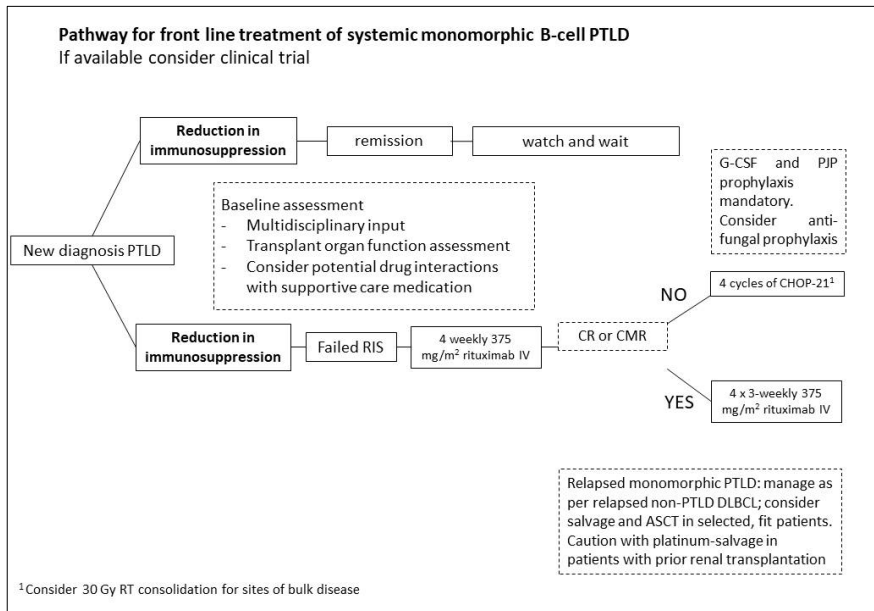 Pathway for front line treatment of systemic monomorphic B-cell PTLD
If available consider clinical trial
Reduction in
immunosuppression
remission
watch and wait
G-CSF and PJP
prophylaxis
mandatory.
Consider anti-
fungal prophylaxis
Baseline assessment
- Multidisciplinary input
- Transplant organ function assessment
- Consider potential drug interactions
with supportive care medication
New diagnosis PTLD
NO
4 cycles of CHOP-21¹
Reduction in
immunosuppression
Failed RIS
4 weekly 375
mg/m² rituximab IV
CR or CMR
YES
4 x 3-weekly 375
mg/m² rituximab IV
Relapsed monomorphic PTLD: manage as
per relapsed non-PTLD DLBCL; consider
salvage and ASCT in selected, fit patients.
Caution with platinum-salvage in
patients with prior renal transplantation
¹Consider 30 Gy RT consolidation for sites of bulk disease